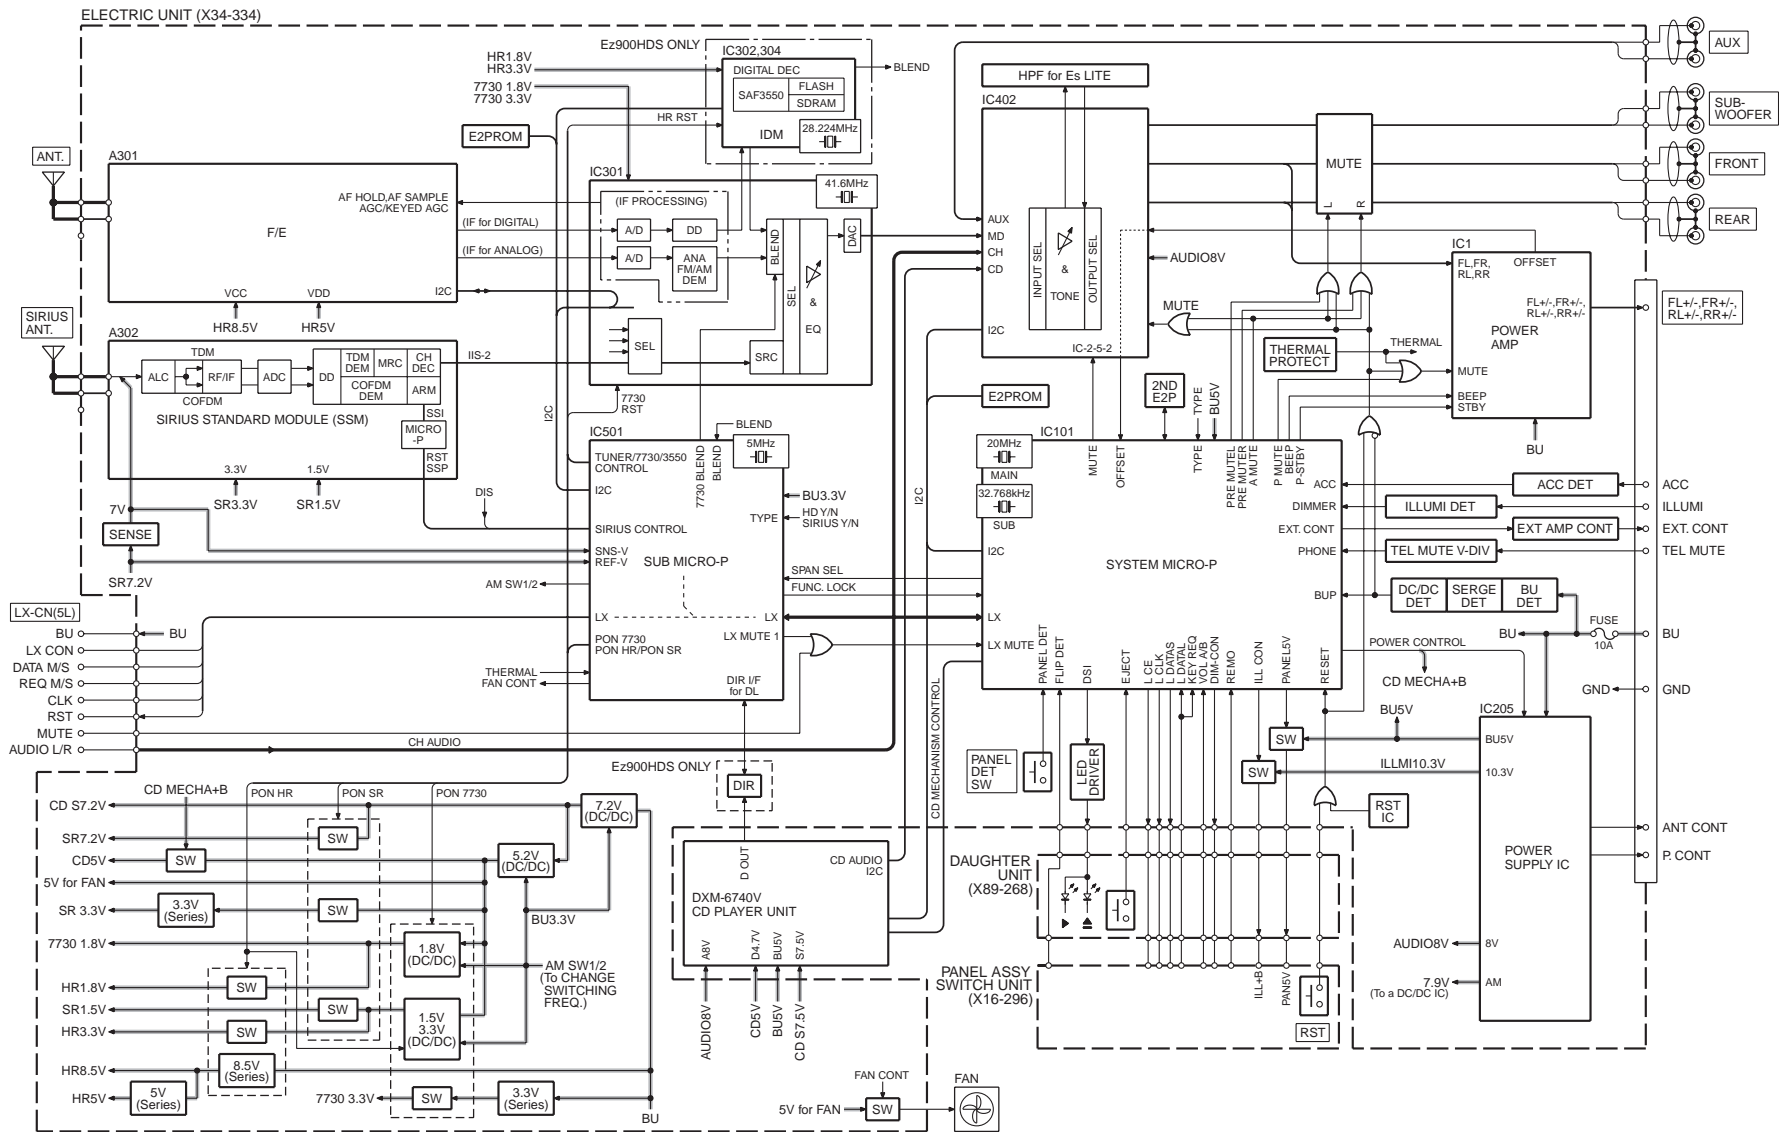 ELECTRIC UNIT (X34-334)
Ez900HDS ONLY
IC302,304
DIGITAL DEC
SAF3550
FLASH
SDRAM
IDM
28.224MHz
BLEND
HR1.8V
HR3.3V
7730 1.8V
7730 3.3V
HR RST
E2PROM
ANT.
A301
F/E
AF HOLD,AF SAMPLE
AGC/KEYED AGC
(IF for DIGITAL)
(IF for ANALOG)
I2C
VCC
VDD
HR8.5V
HR5V
IC301
41.6MHz
(IF PROCESSING)
A/D
DD
A/D
ANA
FM/AM
DEM
BLEND
SEL
&
EQ
DAC
SEL
SRC
7730
RST
I2C
IIS-2
SIRIUS
ANT.
A302
TDM
ALC
RF/IF
COFDM
ADC
DD
TDM
DEM
MRC
CH
DEC
COFDM
DEM
ARM
SIRIUS STANDARD MODULE (SSM)
SSI
MICRO
-P
RST
SSP
3.3V
1.5V
SR3.3V
SR1.5V
7V
SENSE
SR7.2V
DIS
IC501
5MHz
BLEND
TUNER/7730/3550
CONTROL
I2C
7730 BLEND
BLEND
BU3.3V
TYPE
HD Y/N
SIRIUS Y/N
SIRIUS CONTROL
SNS-V
REF-V
SUB MICRO-P
AM SW1/2
LX
LX
PON 7730
PON HR/PON SR
LX MUTE 1
THERMAL
FAN CONT
DIR I/F
for DL
SPAN SEL
FUNC. LOCK
HPF for Es LITE
IC402
AUX
MD
CH
CD
I2C
INPUT SEL
&
TONE
OUTPUT SEL
IC-2-5-2
AUDIO8V
MUTE
MUTE
L
R
AUX
SUB-
WOOFER
FRONT
REAR
IC1
FL,FR,
RL,RR
OFFSET
FL+/-,FR+/-,
RL+/-,RR+/-
POWER
AMP
MUTE
BEEP
STBY
BU
FL+/-,FR+/-,
RL+/-,RR+/-
THERMAL
PROTECT
THERMAL
E2PROM
2ND
E2P
TYPE
BU5V
I2C
IC101
20MHz
MAIN
32.768kHz
SUB
MUTE
OFFSET
TYPE
PRE MUTEL
PRE MUTER
A MUTE
P MUTE
BEEP
P-STBY
ACC
DIMMER
EXT. CONT
PHONE
BUP
I2C
SYSTEM MICRO-P
LX
LX MUTE
PANEL DET
FLIP DET
DSI
EJECT
L CE
L CLK
L DATAS
L DATAL
KEY REQ
VOL A/B
DIM-CON
REMO
ILL CON
PANEL5V
RESET
ACC DET
ILLUMI DET
EXT AMP CONT
TEL MUTE V-DIV
DC/DC
DET
SERGE
DET
BU
DET
ACC
ILLUMI
EXT. CONT
TEL MUTE
FUSE
10A
BU
BU
POWER CONTROL
CD MECHA+B
GND
GND
BU5V
IC205
BU5V
10.3V
ILLMI10.3V
SW
SW
RST
IC
POWER
SUPPLY IC
8V
AM
AUDIO8V
7.9V
(To a DC/DC IC)
ANT CONT
P. CONT
LX-CN(5L)
BU
BU
LX CON
DATA M/S
REQ M/S
CLK
RST
MUTE
AUDIO L/R
CH AUDIO
CD MECHANISM CONTROL
PANEL
DET
SW
LED
DRIVER
Ez900HDS ONLY
DIR
D OUT
CD AUDIO
I2C
DXM-6740V
CD PLAYER UNIT
A8V
D4.7V
BU5V
S7.5V
AUDIO8V
CD5V
BU5V
CD S7.5V
DAUGHTER
UNIT
(X89-268)
PANEL ASSY
SWITCH UNIT
(X16-296)
ILL+B
PAN5V
RST
CD MECHA+B
PON HR
PON SR
PON 7730
CD S7.2V
7.2V
(DC/DC)
SR7.2V
SW
CD5V
SW
5.2V
(DC/DC)
5V for FAN
SR 3.3V
3.3V
(Series)
SW
BU3.3V
7730 1.8V
1.8V
(DC/DC)
AM SW1/2
(To CHANGE
SWITCHING
FREQ.)
HR1.8V
SW
SR1.5V
SW
1.5V
3.3V
(DC/DC)
HR3.3V
SW
HR8.5V
8.5V
(Series)
HR5V
5V
(Series)
7730 3.3V
SW
3.3V
(Series)
BU
FAN CONT
5V for FAN
SW
FAN